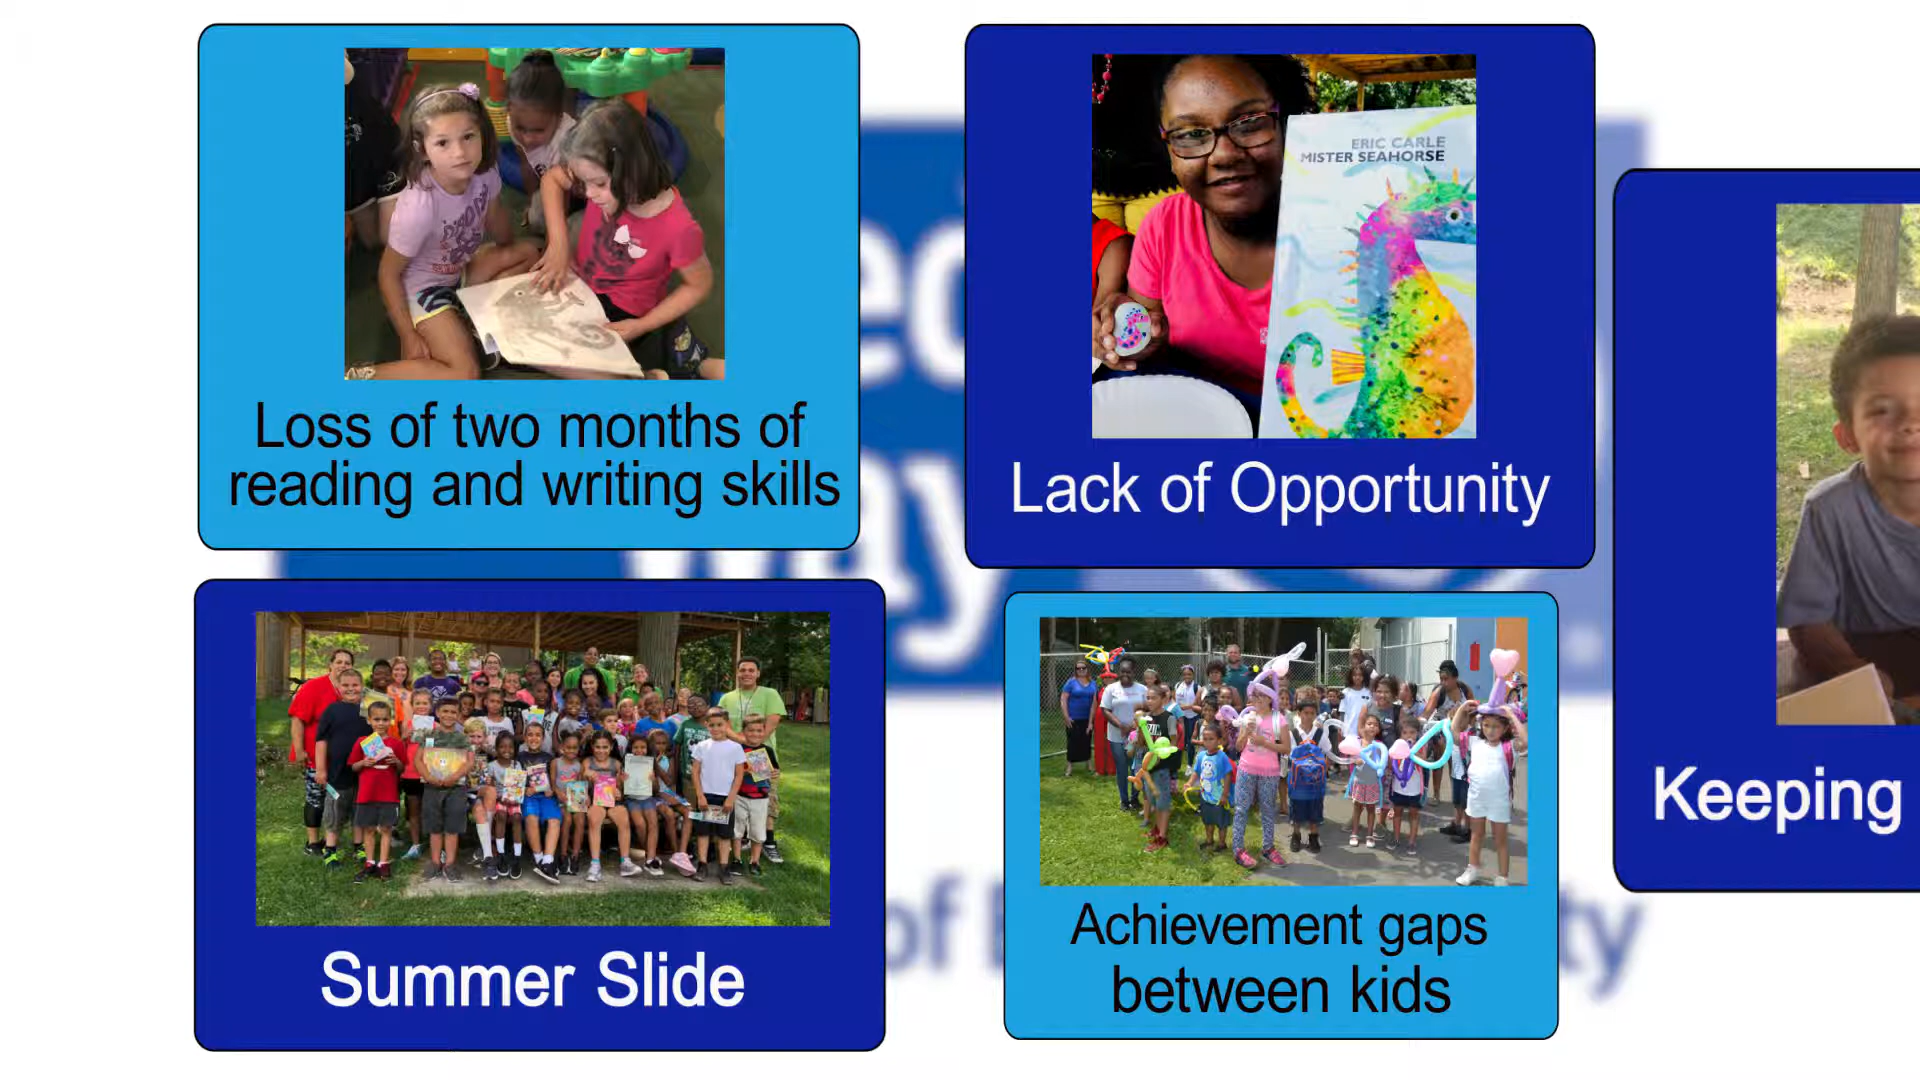 Loss of two months of
reading and writing skills
ERIC CARLE
MISTER SEAHORSE
Lack of Opportunity
Summer Slide
Achievement gaps
between kids
Keeping
of